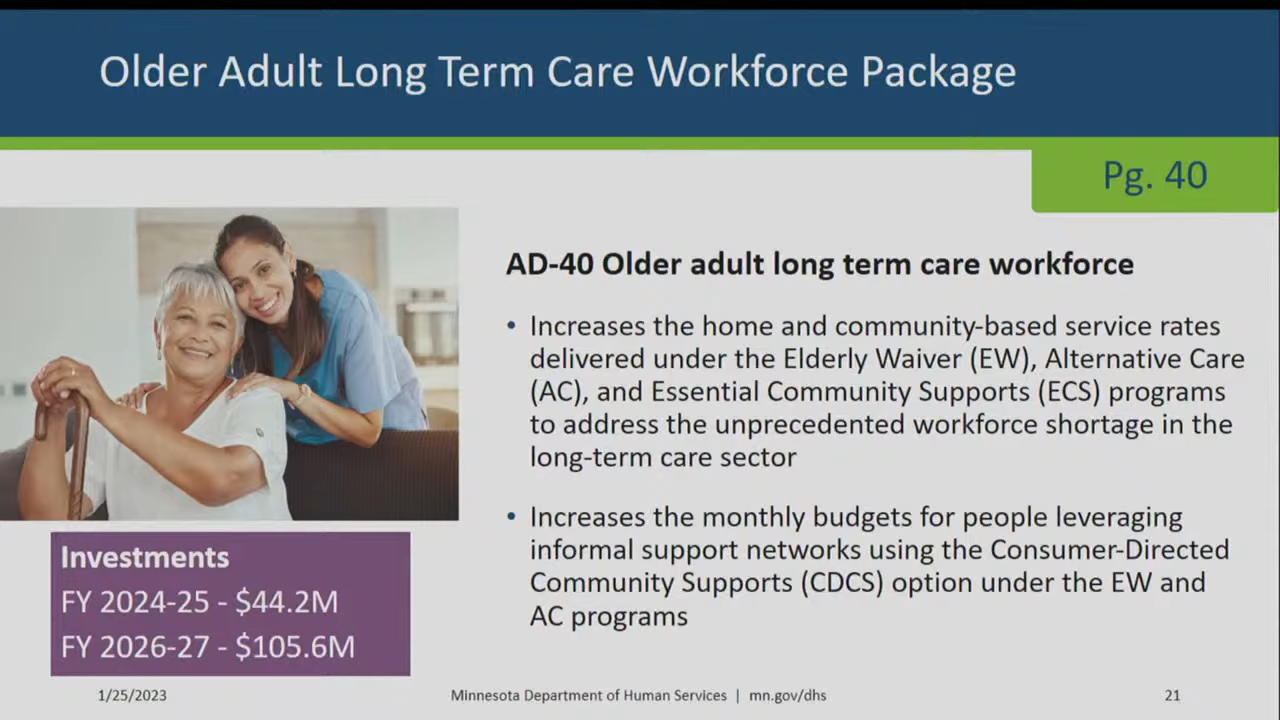 Older Adult Long Term Care Workforce Package
Pg. 40
AD-40 Older adult long term care workforce
• Increases the home and community-based service rates
delivered under the Elderly Waiver (EW), Alternative Care
(AC), and Essential Community Supports (ECS) programs
to address the unprecedented workforce shortage in the
long-term care sector
• Increases the monthly budgets for people leveraging
informal support networks using the Consumer-Directed
Community Supports (CDCS) option under the EW and
AC programs
Investments
FY 2024-25 - $44.2M
FY 2026-27 - $105.6M
1/25/2023
Minnesota Department of Human Services | mn.gov/dhs
21